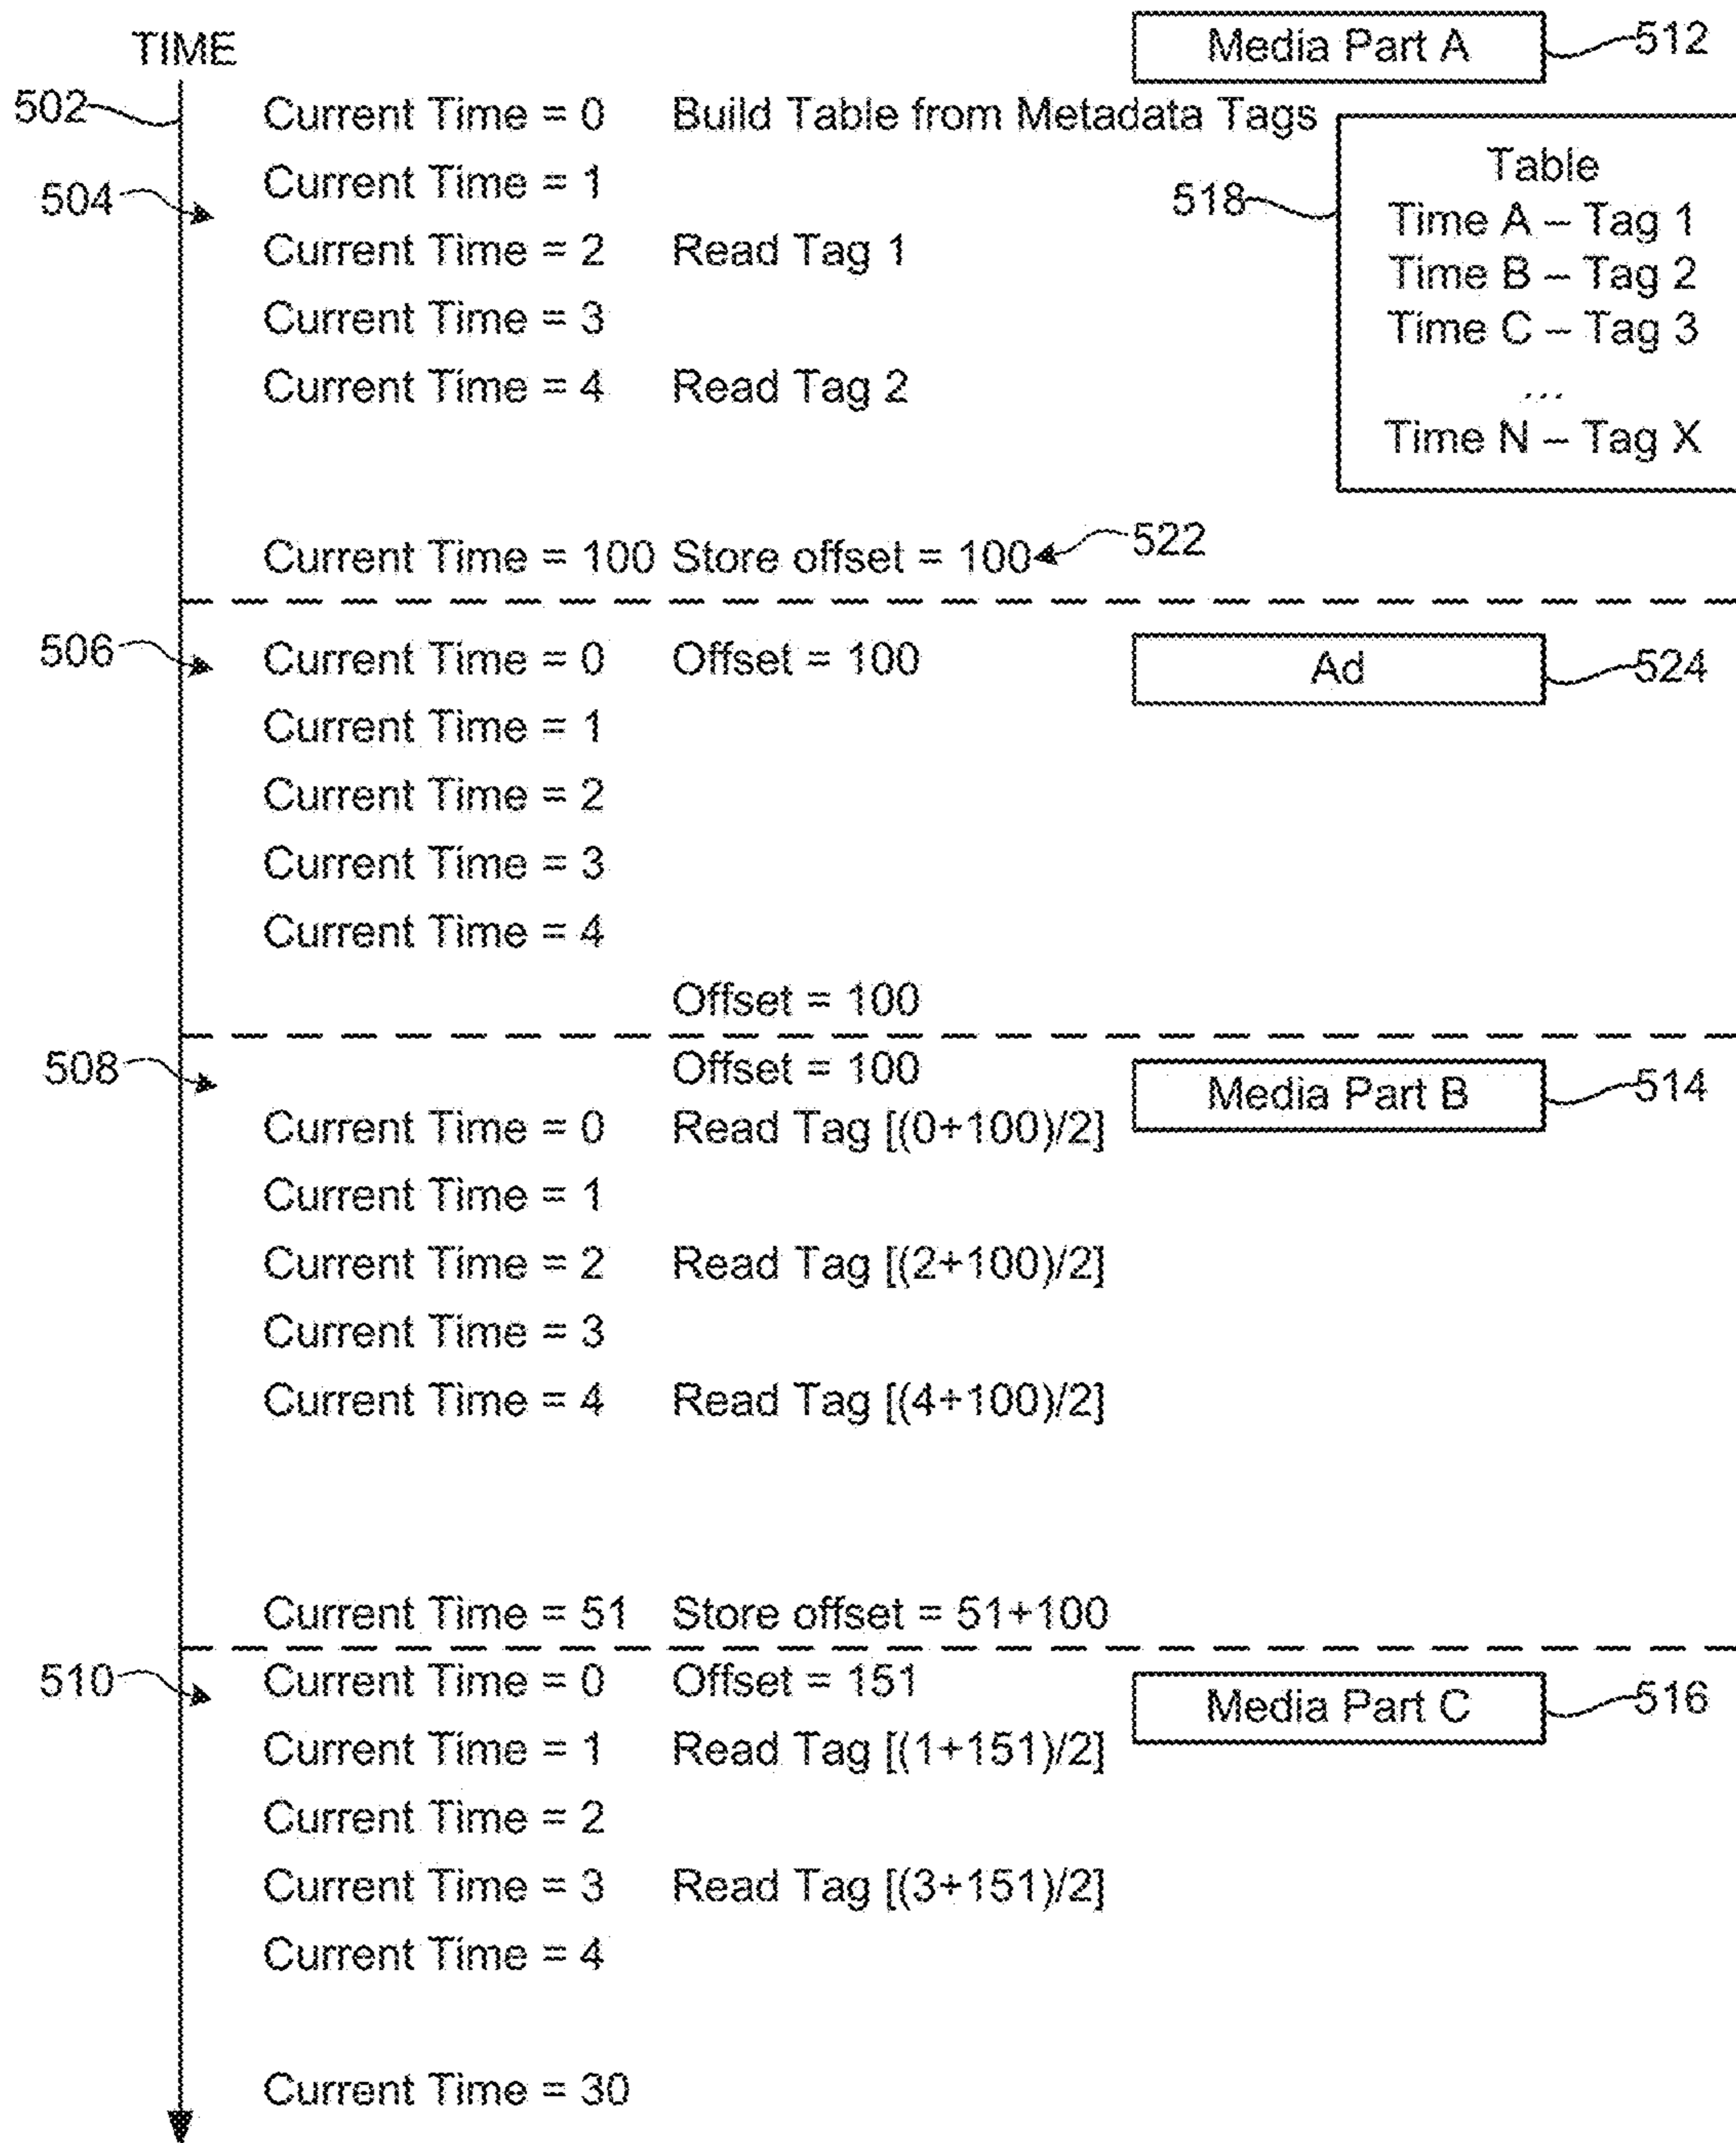 TIME
Media Part A
512
502
Current Time = 0 Build Table from Metadata Tags
Current Time = 1
504
518
Table
Time A – Tag 1
Time B – Tag 2
Time C – Tag 3
...
Time N – Tag X
Current Time = 2 Read Tag 1
Current Time = 3
Current Time = 4 Read Tag 2
Current Time = 100 Store offset = 100
522
506
Current Time = 0 Offset = 100
Ad
524
Current Time = 1
Current Time = 2
Current Time = 3
Current Time = 4
Offset = 100
508
Offset = 100
Media Part B
514
Current Time = 0 Read Tag [(0+100)/2]
Current Time = 1
Current Time = 2 Read Tag [(2+100)/2]
Current Time = 3
Current Time = 4 Read Tag [(4+100)/2]
Current Time = 51 Store offset = 51+100
510
Current Time = 0 Offset = 151
Media Part C
516
Current Time = 1 Read Tag [(1+151)/2]
Current Time = 2
Current Time = 3 Read Tag [(3+151)/2]
Current Time = 4
Current Time = 30